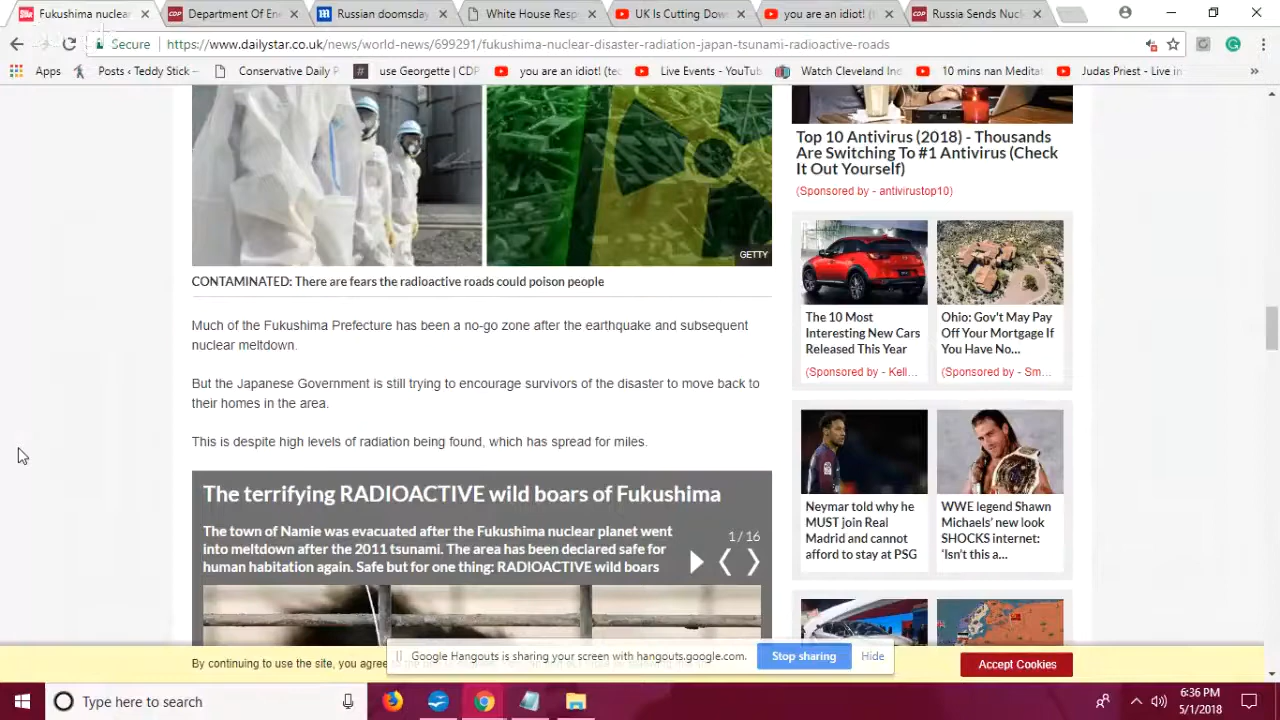 Fukushima nuclear
Department Of En
Russian doomsday
White House Resp
UK Is Cutting Dow
you are an idiot! (t
Russia Sends Nucl
Secure
https://www.dailystar.co.uk/news/world-news/699291/fukushima-nuclear-disaster-radiation-japan-tsunami-radioactive-roads
Apps
Posts ‹ Teddy Stick —
Conservative Daily P
use Georgette | CDP
you are an idiot! (tec
Live Events - YouTub
Watch Cleveland Ind
10 mins nan Meditat
Judas Priest - Live in
»
GETTY
CONTAMINATED: There are fears the radioactive roads could poison people
Much of the Fukushima Prefecture has been a no-go zone after the earthquake and subsequent
nuclear meltdown.
But the Japanese Government is still trying to encourage survivors of the disaster to move back to
their homes in the area.
This is despite high levels of radiation being found, which has spread for miles.
The terrifying RADIOACTIVE wild boars of Fukushima
The town of Namie was evacuated after the Fukushima nuclear planet went
into meltdown after the 2011 tsunami. The area has been declared safe for
human habitation again. Safe but for one thing: RADIOACTIVE wild boars
1 / 16
Top 10 Antivirus (2018) - Thousands
Are Switching To #1 Antivirus (Check
It Out Yourself)
(Sponsored by - antivirustop10)
The 10 Most
Interesting New Cars
Released This Year
(Sponsored by - Kell...
Ohio: Gov't May Pay
Off Your Mortgage If
You Have No...
(Sponsored by - Sm...
Neymar told why he
MUST join Real
Madrid and cannot
afford to stay at PSG
WWE legend Shawn
Michaels' new look
SHOCKS internet:
'Isn't this a...
By continuing to use the site, you agree
Google Hangouts is sharing your screen with hangouts.google.com.
Stop sharing
Hide
Accept Cookies
Type here to search
6:36 PM
5/1/2018